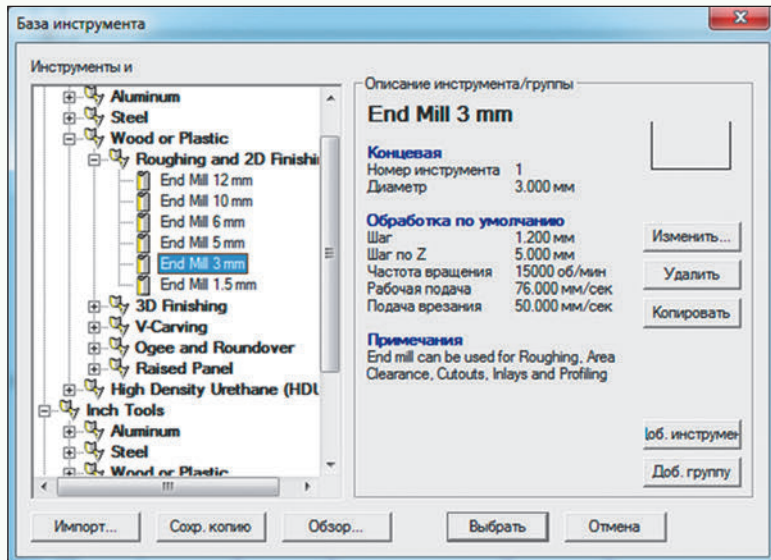 База инструмента
Инструменты и
Aluminum
Steel
Wood or Plastic
Roughing and 2D Finishi
End Mill 12 mm
End Mill 10 mm
End Mill 6 mm
End Mill 5 mm
End Mill 3 mm
End Mill 1.5 mm
3D Finishing
V-Carving
Ogee and Roundover
Raised Panel
High Density Urethane (HDU
Inch Tools
Aluminum
Steel
Wood or Plastic
Описание инструмента/группы
End Mill 3 mm
Концевая
Номер инструмента 1
Диаметр 3.000 мм
Обработка по умолчанию
Шаг 1.200 мм
Шаг по Z 5.000 мм
Частота вращения 15000 об/мин
Рабочая подача 76.000 мм/сек
Подача врезания 50.000 мм/сек
Примечания
End mill can be used for Roughing, Area
Clearance, Cutouts, Inlays and Profiling
Изменить...
Удалить
Копировать
Доб. инструмен
Доб. группу
Импорт...
Сохр. копию
Обзор...
Выбрать
Отмена